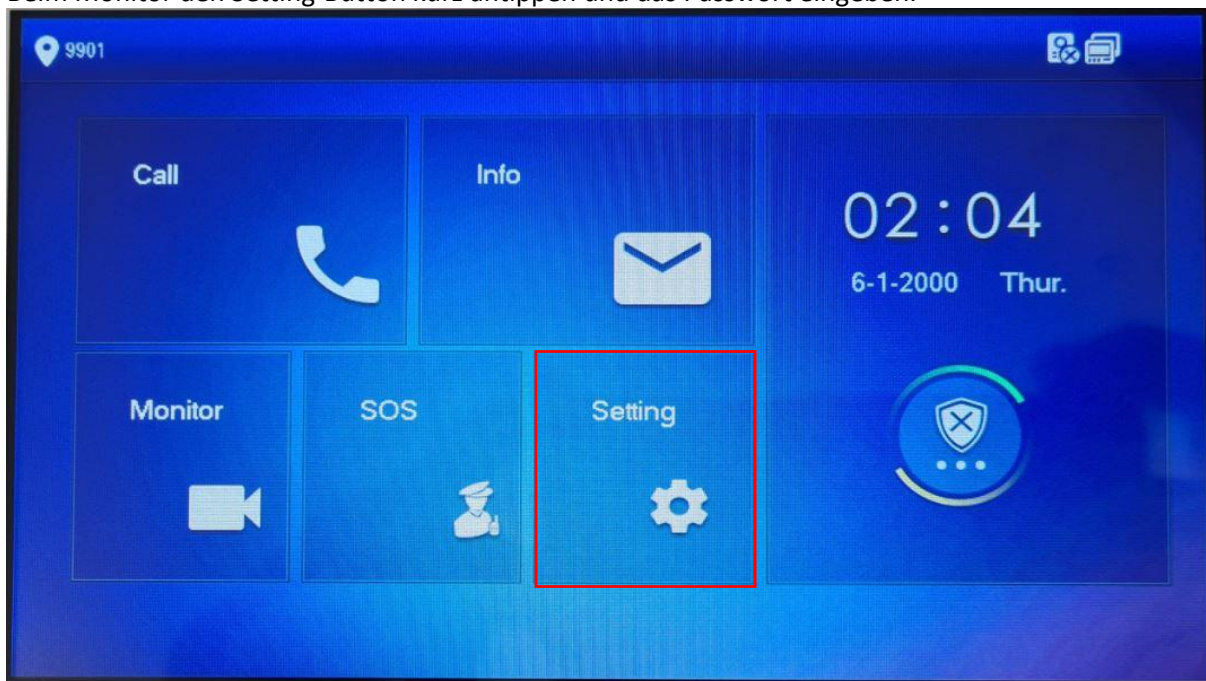 Beim Monitor den Setting-Button kurz antippen und das Passwort eingeben.
9901
Call
Info
02:04
6-1-2000 Thur.
Monitor
SOS
Setting